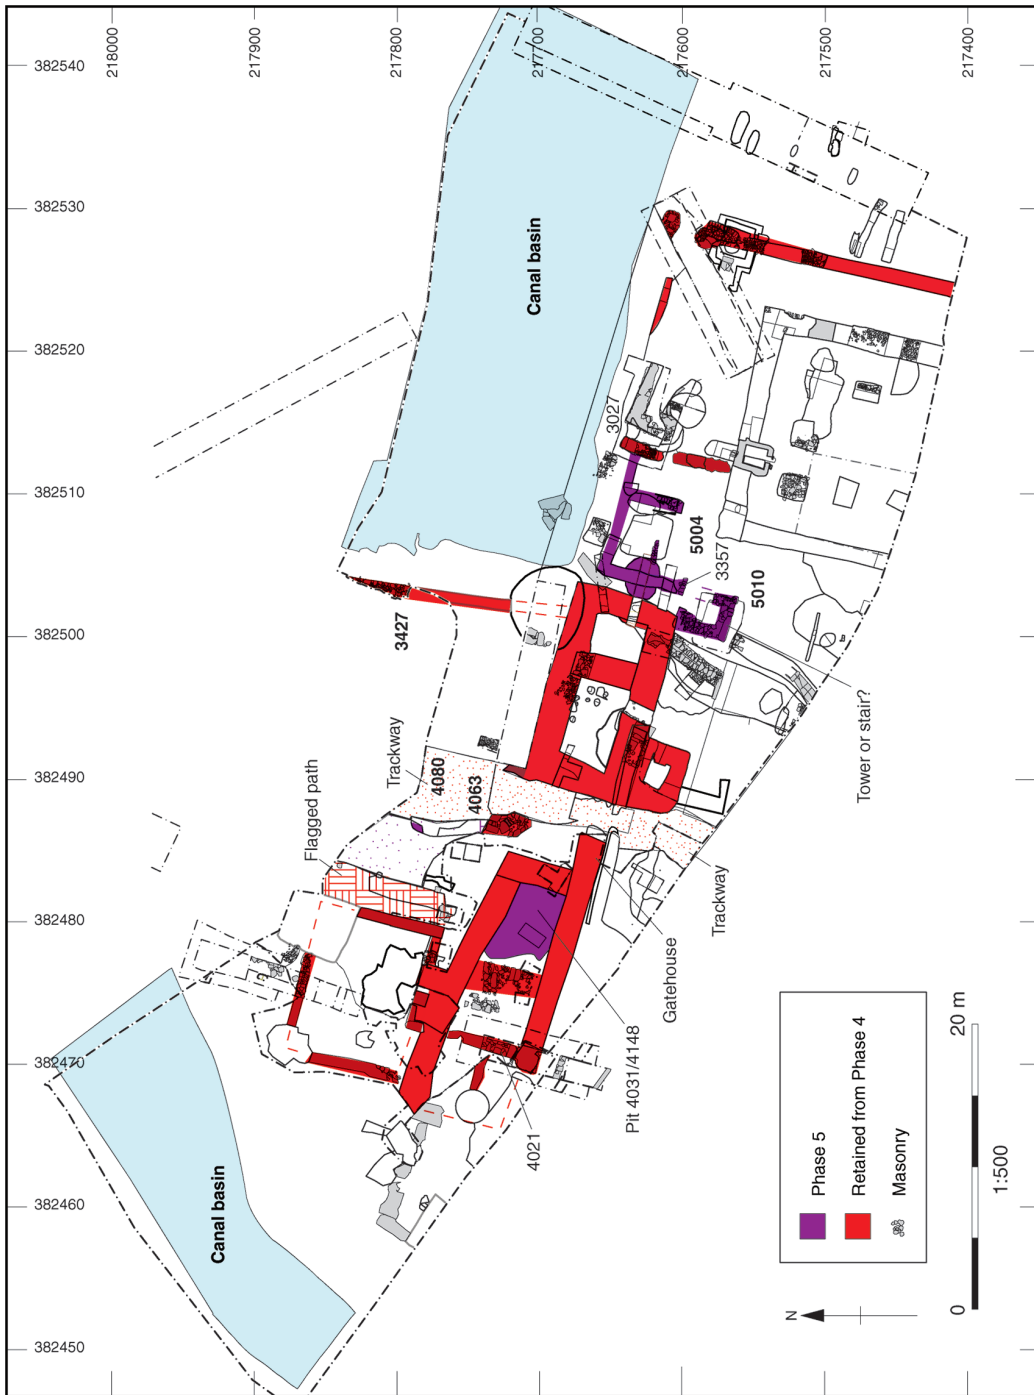 218000
217900
217800
217700
217600
217500
217400
382540
382530
382520
382510
382500
382490
382480
382470
382460
382450
Canal basin
3027
5004
3357
5010
3427
Trackway
4080
4063
Flagged path
Tower or stair?
Trackway
Gatehouse
Pit 4031/4148
4021
Canal basin
Phase 5
Retained from Phase 4
Masonry
N
0
20 m
1:500